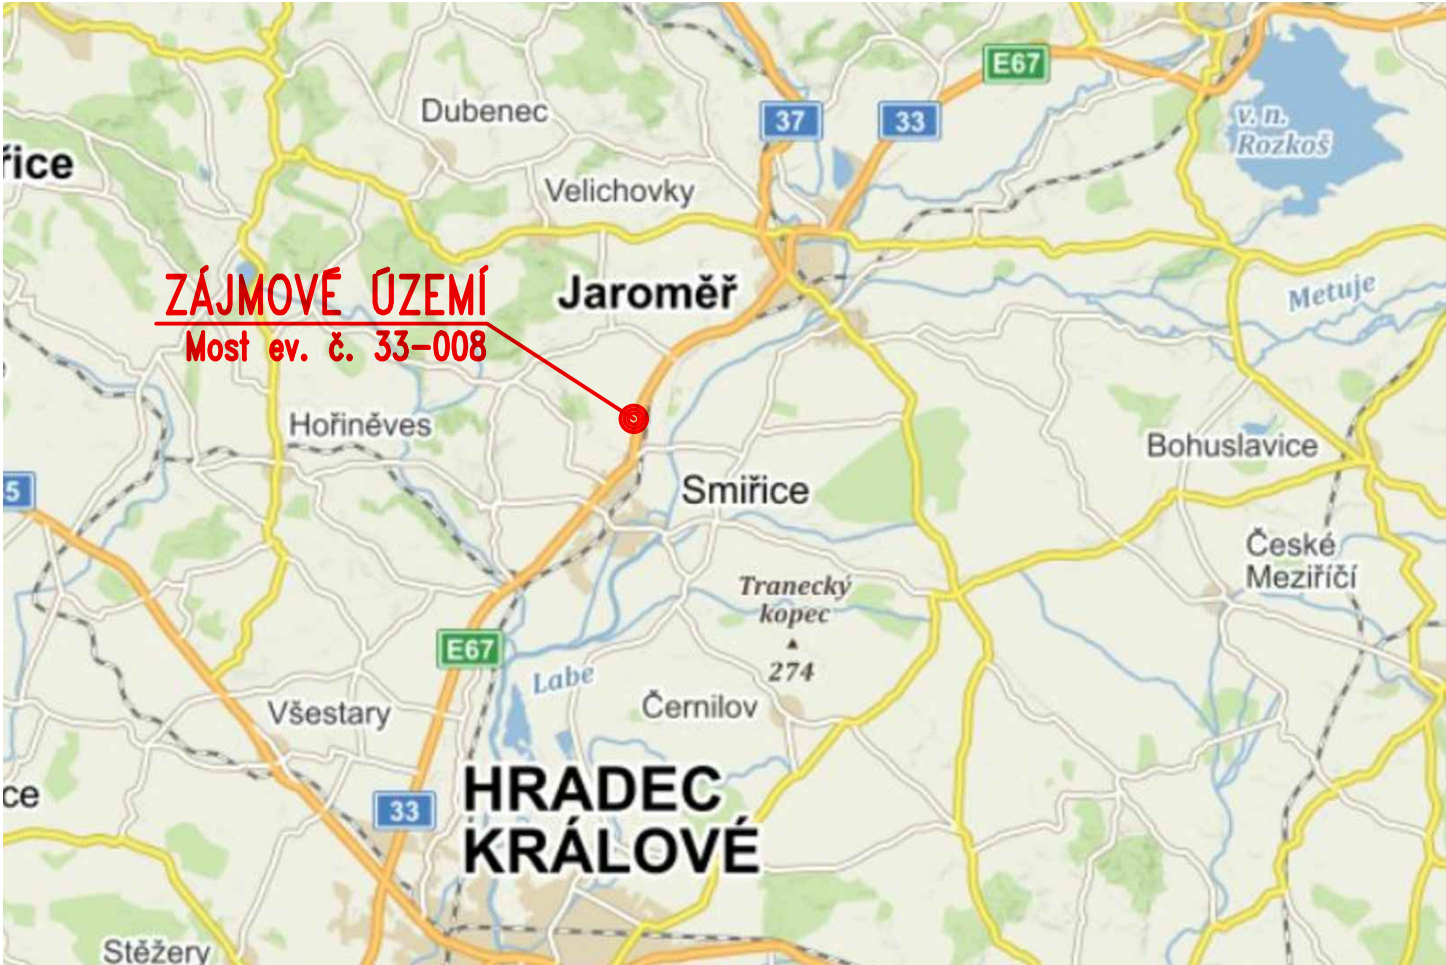 E67
Dubenec
37
33
v. n.
Rozkoš
řice
Velichovky
ZÁJMOVÉ ÚZEMÍ
Most ev. č. 33-008
Jaroměř
Metuje
Hořiněves
Bohuslavice
5
Smiřice
České
Meziříčí
Tranecký
kopec
274
E67
Labe
Všestary
Černilov
HRADEC
KRÁLOVÉ
ce
33
Stěžery